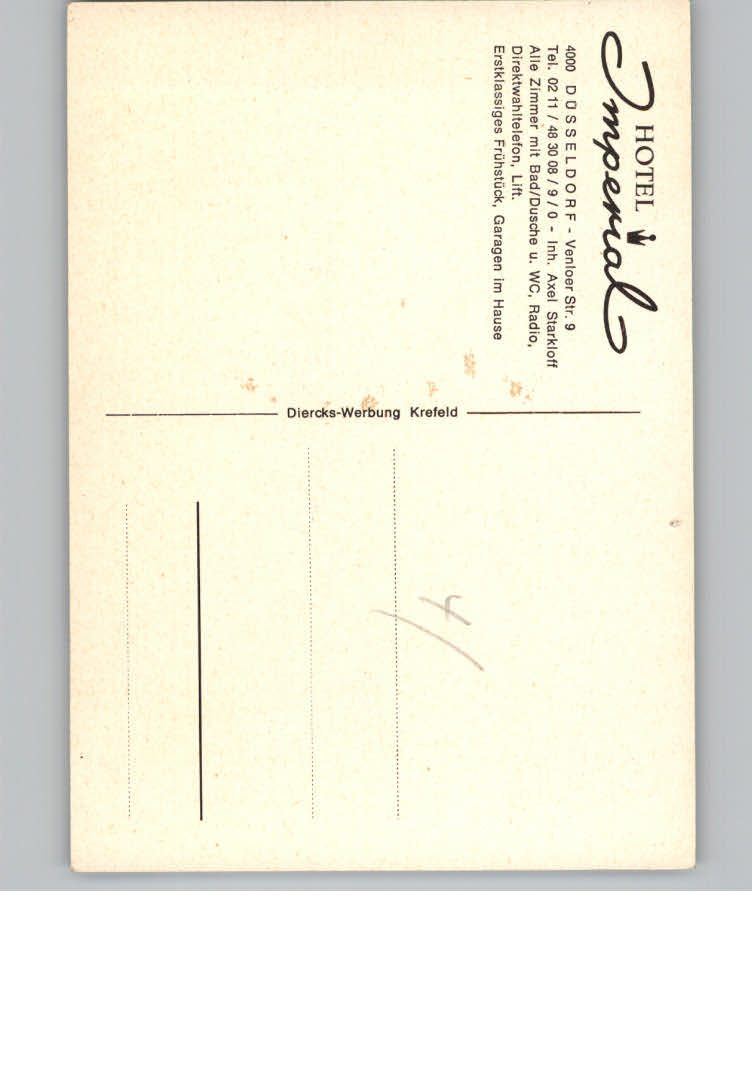 HOTEL
Imperial
4000 DÜSSELDORF - Venloer Str. 9
Tel. 02 11 / 48 30 08 / 9 / 0 - Inh. Axel Starkloff
Alle Zimmer mit Bad/Dusche u. WC, Radio,
Direktwahltelefon, Lift.
Erstklassiges Frühstück, Garagen im Hause
Diercks-Werbung Krefeld
4/